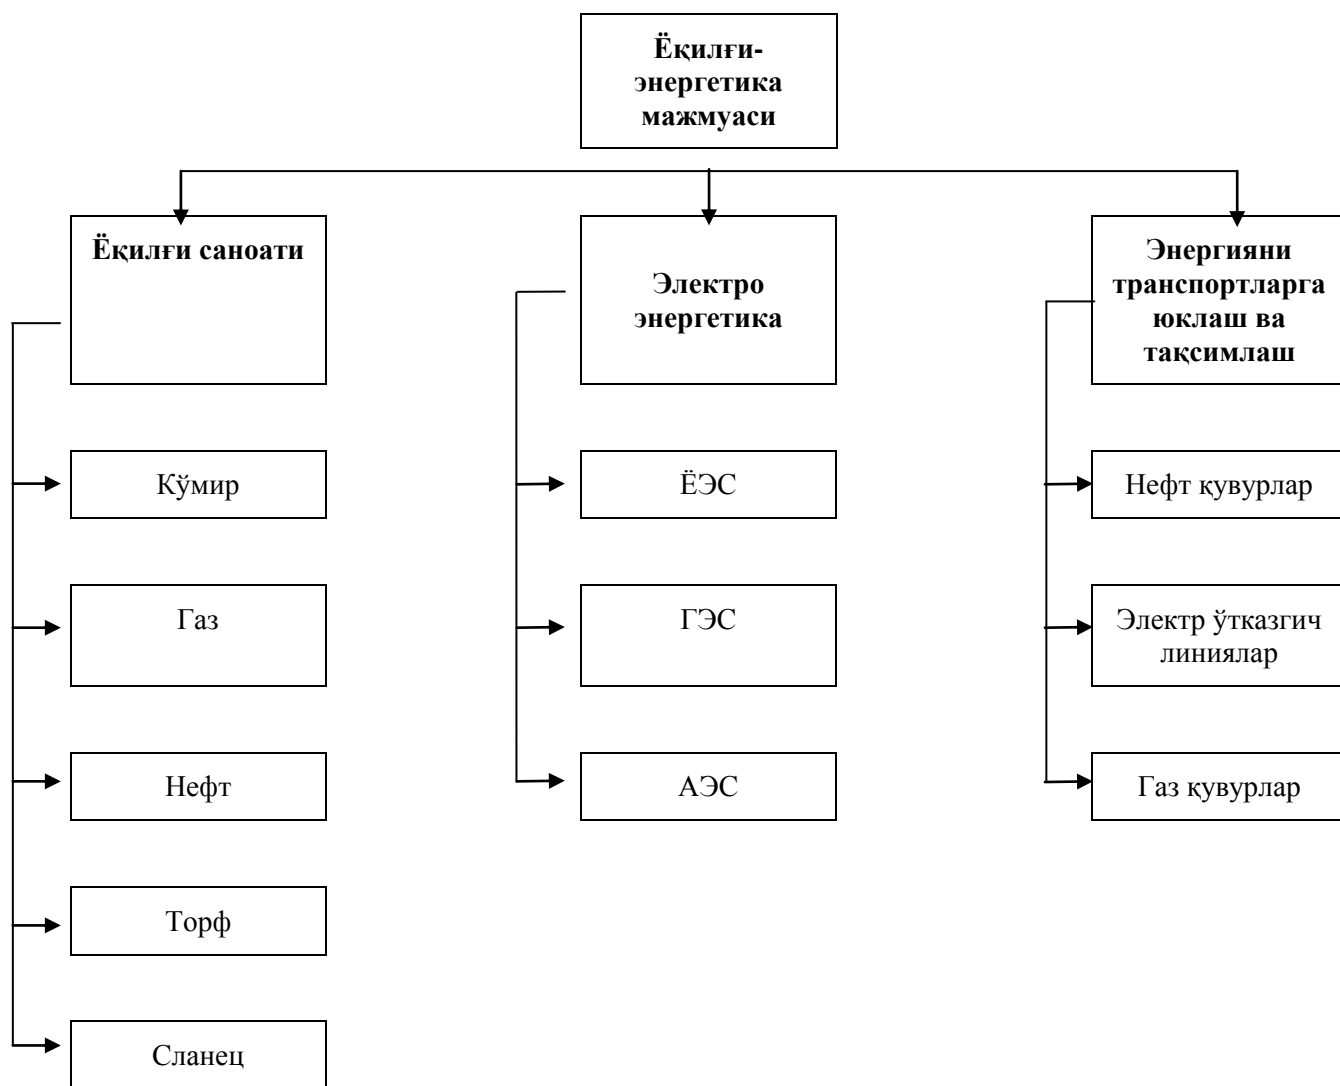 Ёқилғи-
энергетика
мажмуаси
Ёқилғи саноати
Электро
энергетика
Энергияни
транспортларга
юклаш ва
тақсимлаш
Кўмир
ЁЭС
Нефт қувурлар
Газ
ГЭС
Электр ўтказгич
линиялар
Нефт
АЭС
Газ қувурлар
Торф
Сланец